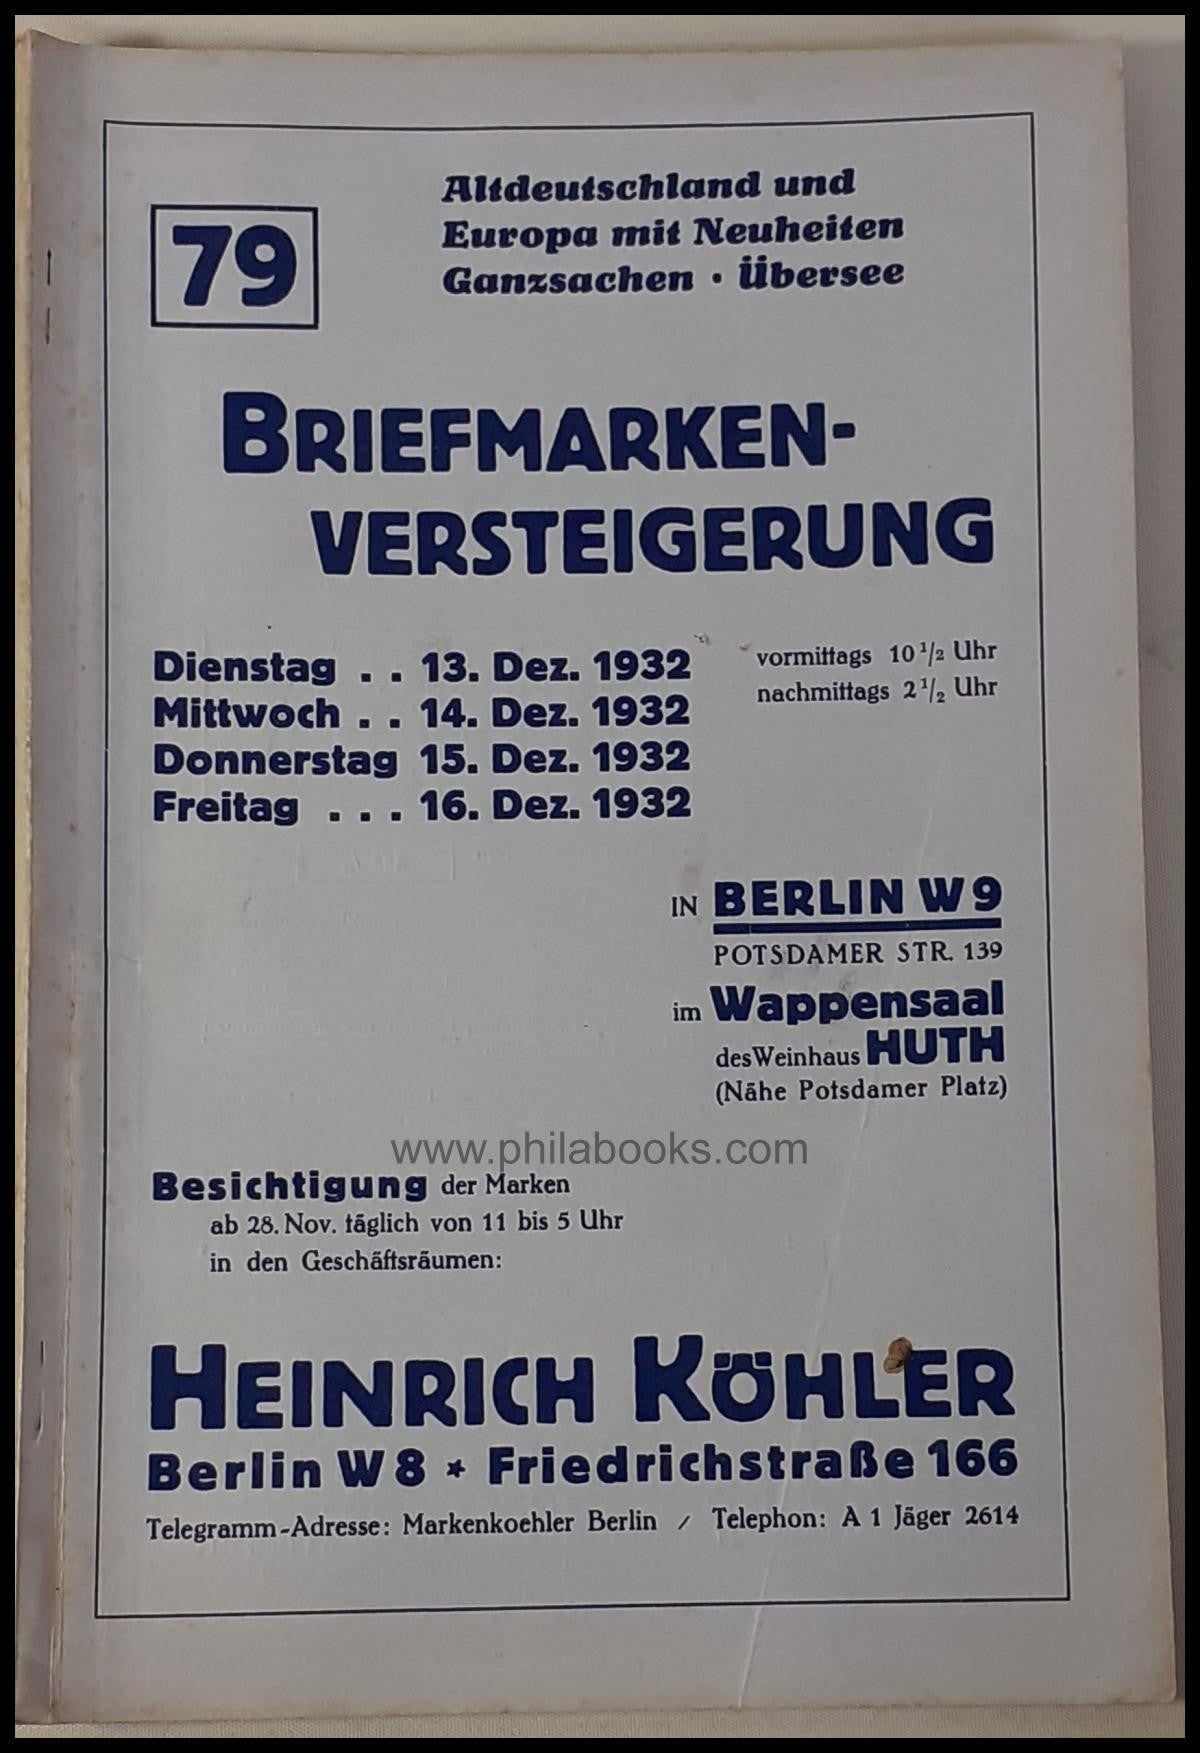 79
Altdeutschland und
Europa mit Neuheiten
Ganzsachen · Übersee
BRIEFMARKEN-
VERSTEIGERUNG
Dienstag . . 13. Dez. 1932
Mittwoch . . 14. Dez. 1932
Donnerstag 15. Dez. 1932
Freitag . . . 16. Dez. 1932
vormittags 10 1/2 Uhr
nachmittags 2 1/2 Uhr
IN BERLIN W 9
POTSDAMER STR. 139
im Wappensaal
des Weinhaus HUTH
(Nähe Potsdamer Platz)
www.philabooks.com
Besichtigung der Marken
ab 28. Nov. täglich von 11 bis 5 Uhr
in den Geschäftsräumen:
HEINRICH KÖHLER
Berlin W 8 * Friedrichstraße 166
Telegramm-Adresse: Markenkoehler Berlin / Telephon: A 1 Jäger 2614